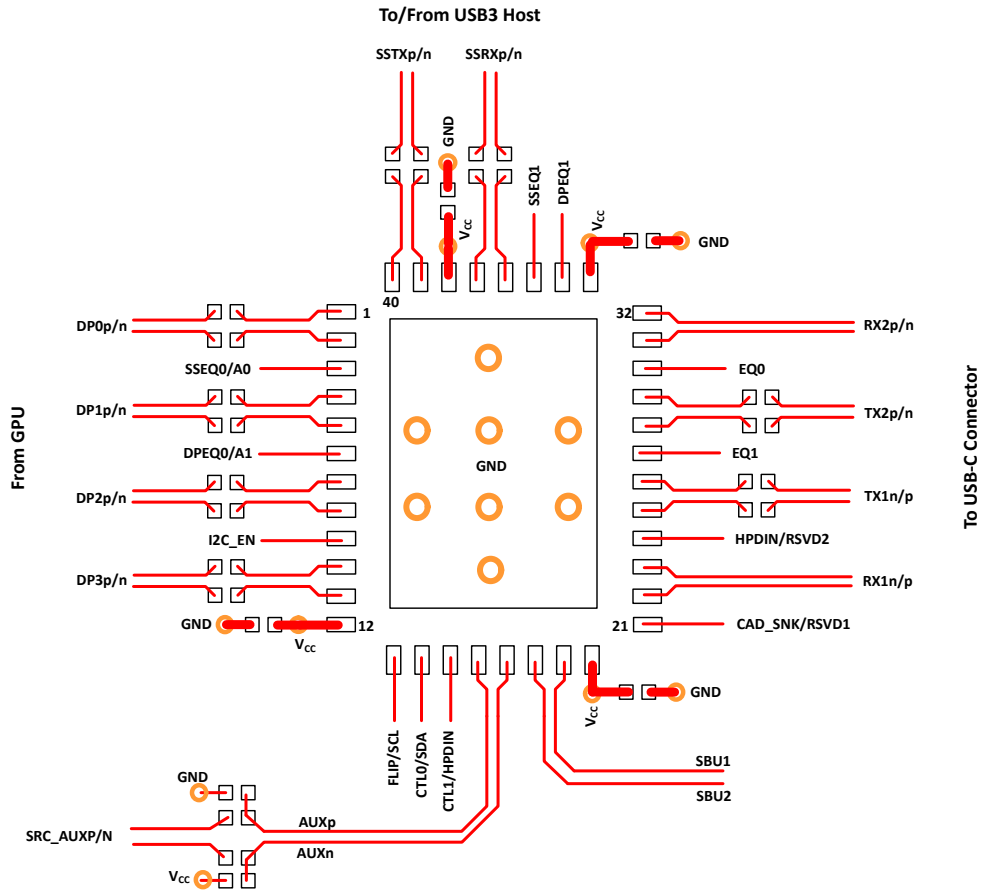 To/From USB3 Host
SSTXp/n
SSRXp/n
GND
SSEQ1
DPEQ1
VCC
VCC
GND
40
1
32
DP0p/n
RX2p/n
SSEQ0/A0
EQ0
DP1p/n
TX2p/n
From GPU
DPEQ0/A1
GND
EQ1
To USB-C Connector
DP2p/n
TX1n/p
I2C_EN
HPDIN/RSVD2
DP3p/n
RX1n/p
GND
12
21
CAD_SNK/RSVD1
VCC
VCC
GND
FLIP/SCL
CTL0/SDA
CTL1/HPDIN
SBU1
SBU2
GND
AUXp
SRC_AUXP/N
AUXn
VCC